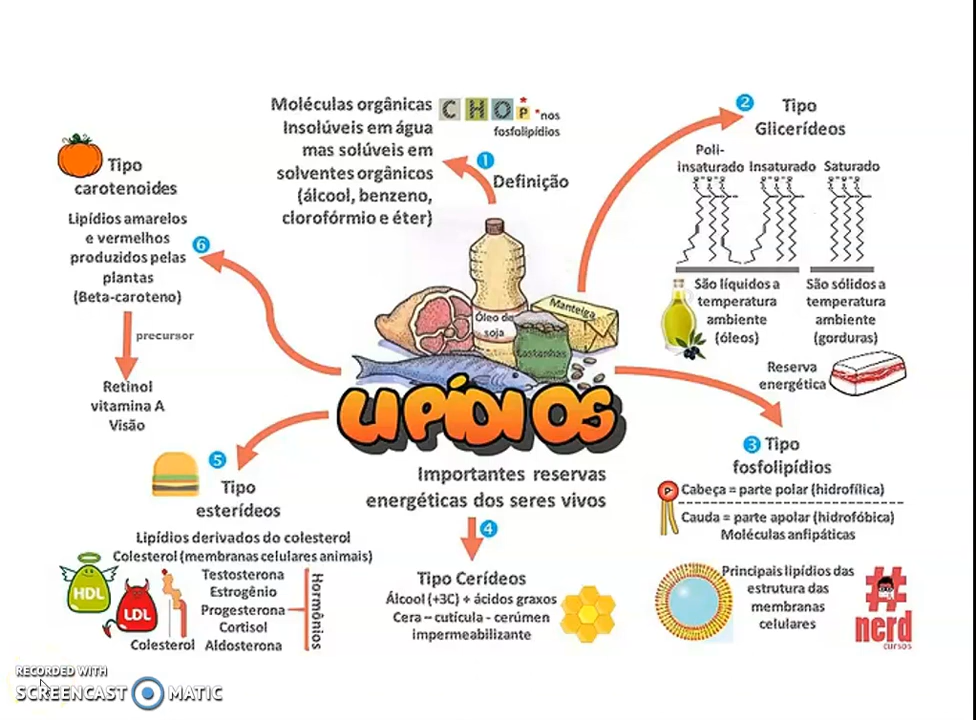 Moléculas orgânicas
Insolúveis em água
mas solúveis em
solventes orgânicos
(álcool, benzeno,
clorofórmio e éter)
C H O P * *nos
fosfolipídios
1
Definição
2
Tipo
Glicerídeos
Poli-
insaturado Insaturado Saturado
São líquidos a
temperatura
ambiente
(óleos)
São sólidos a
temperatura
ambiente
(gorduras)
Reserva
energética
3 Tipo
fosfolipídios
P-
Cabeça = parte polar (hidrofílica)
Cauda = parte apolar (hidrofóbica)
Moléculas anfipáticas
Principais lipídios das
estrutura das
membranas
celulares
#
nerd
cursos
Óleo de
soja
Manteiga
Castanhas
LIPÍDIOS
Importantes reservas
energéticas dos seres vivos
4
Tipo Cerídeos
Álcool (+3C) + ácidos graxos
Cera – cutícula - cerúmen
impermeabilizante
5
Tipo
esterídeos
Lipídios derivados do colesterol
Colesterol (membranas celulares animais)
HDL
LDL
Colesterol
Testosterona
Estrogênio
Progesterona
Cortisol
Aldosterona
Hormônios
6
Tipo
carotenoides
Lipídios amarelos
e vermelhos
produzidos pelas
plantas
(Beta-caroteno)
precursor
Retinol
vitamina A
Visão
RECORDED WITH
SCREENCAST MATIC